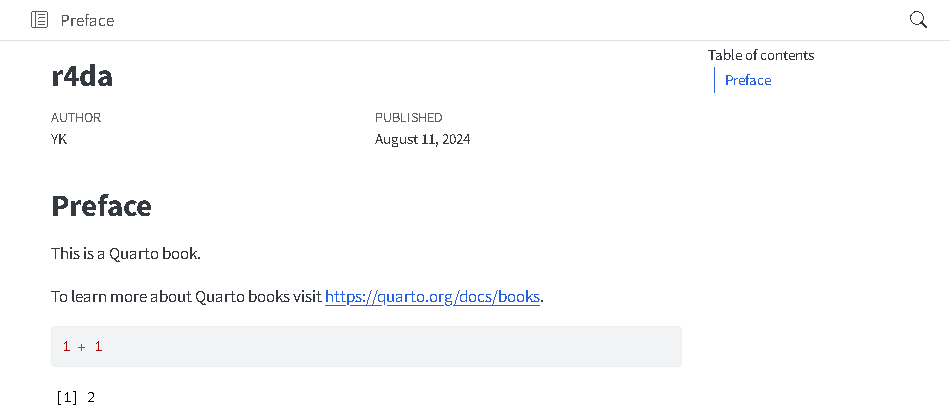 Preface
Table of contents
Preface
r4da
AUTHOR
PUBLISHED
YK
August 11, 2024
Preface
This is a Quarto book.
To learn more about Quarto books visit https://quarto.org/docs/books.
1 + 1
[1] 2